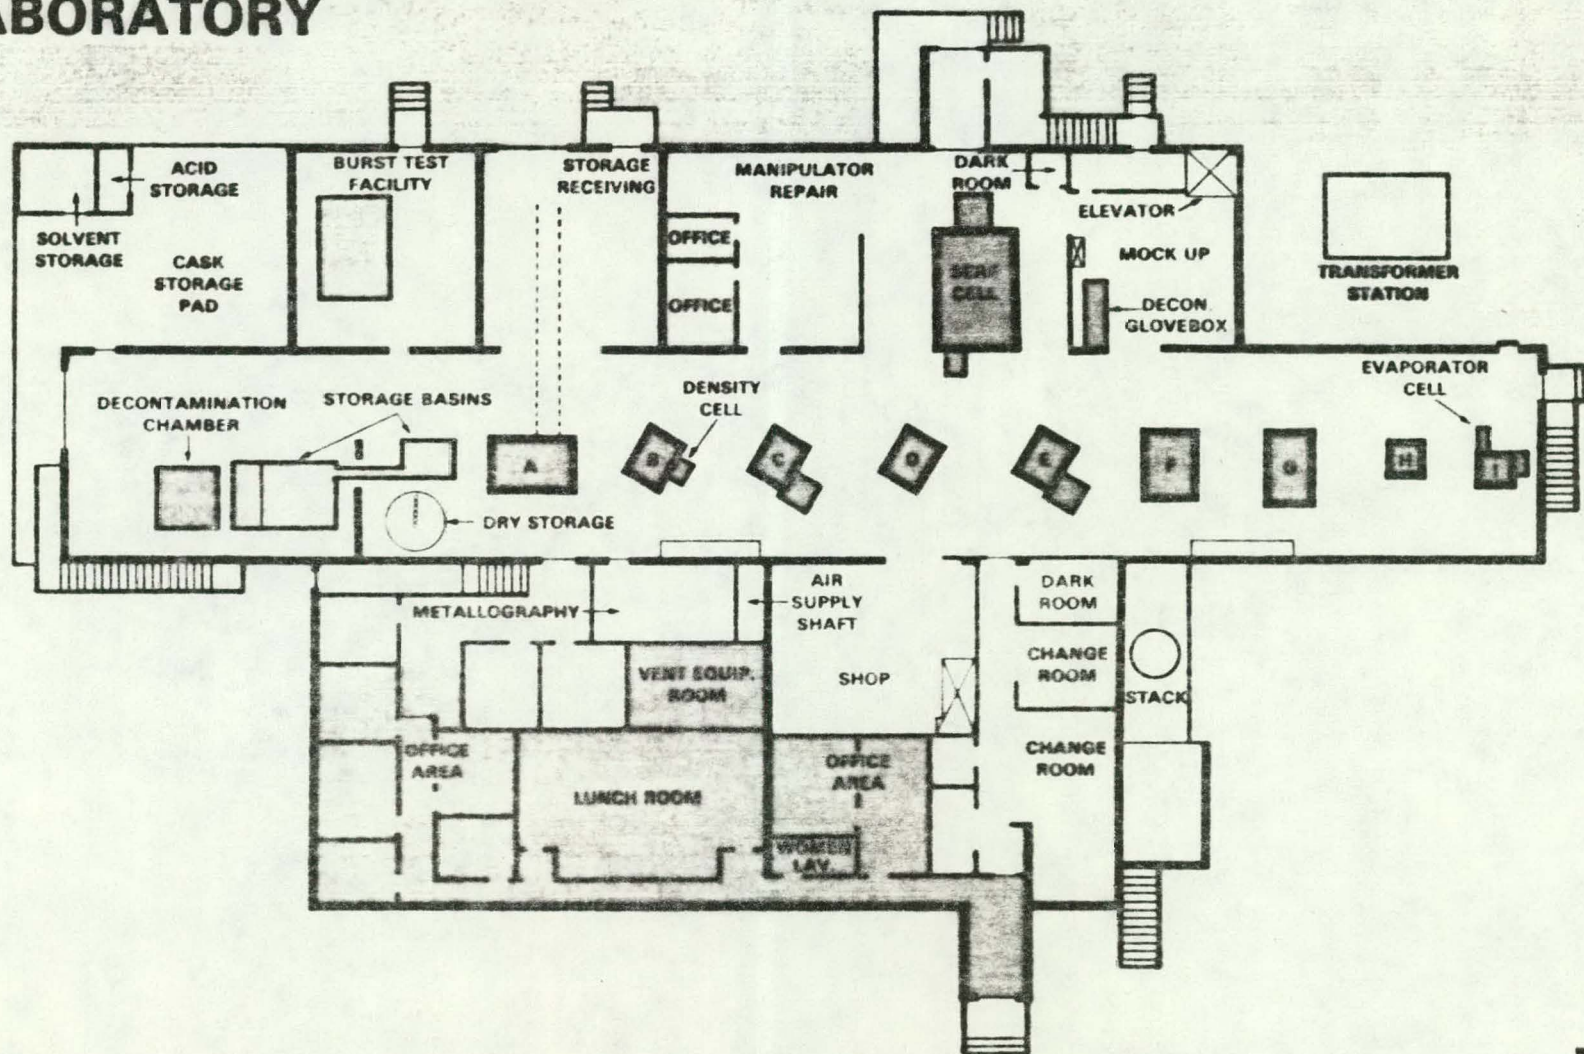 ABORATORY
ACID
STORAGE
BURST TEST
FACILITY
STORAGE
RECEIVING
MANIPULATOR
REPAIR
DARK
ROOM
ELEVATOR
SOLVENT
STORAGE
CASK
STORAGE
PAD
OFFICE
OFFICE
CELL
MOCK UP
DECON
GLOVEBOX
TRANSFORMER
STATION
DECONTAMINATION
CHAMBER
STORAGE BASINS
DENSITY
CELL
EVAPORATOR
CELL
A
B
C
D
E
F
G
H
I
DRY STORAGE
METALLOGRAPHY
AIR
SUPPLY
SHAFT
DARK
ROOM
VENT EQUIP.
ROOM
SHOP
CHANGE
ROOM
STACK
OFFICE
AREA
LUNCH ROOM
OFFICE
AREA
CHANGE
ROOM
WOMEN
LAV.